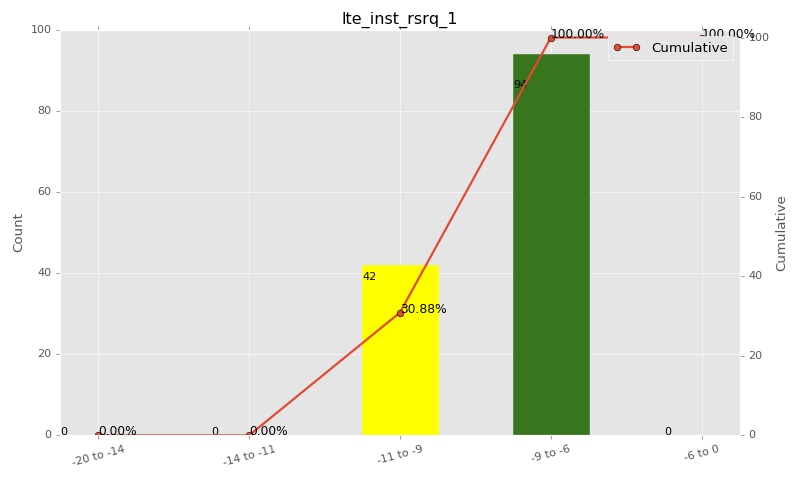 lte_inst_rsrq_1
100
80
60
40
20
0
Count
100
80
60
40
20
0
Cumulative
Cumulative
0
0
42
94
0
0.00%
0.00%
30.88%
100.00%
100.00%
-20 to -14
-14 to -11
-11 to -9
-9 to -6
-6 to 0